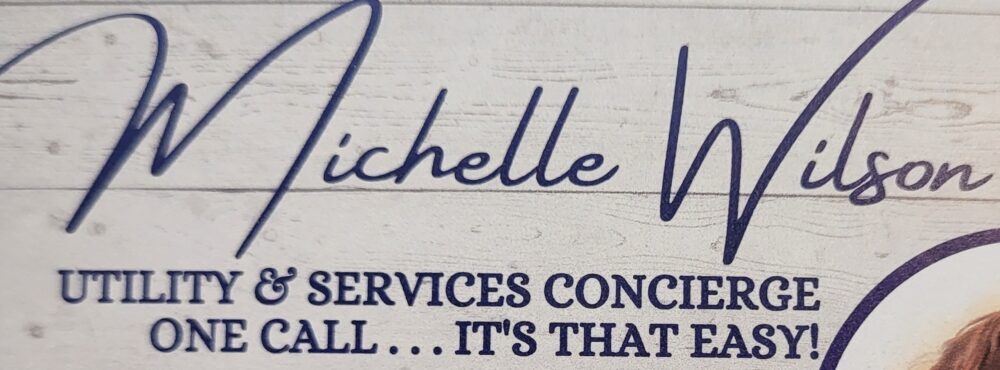 Michelle Wilson
UTILITY & SERVICES CONCIERGE
ONE CALL . . . IT'S THAT EASY!